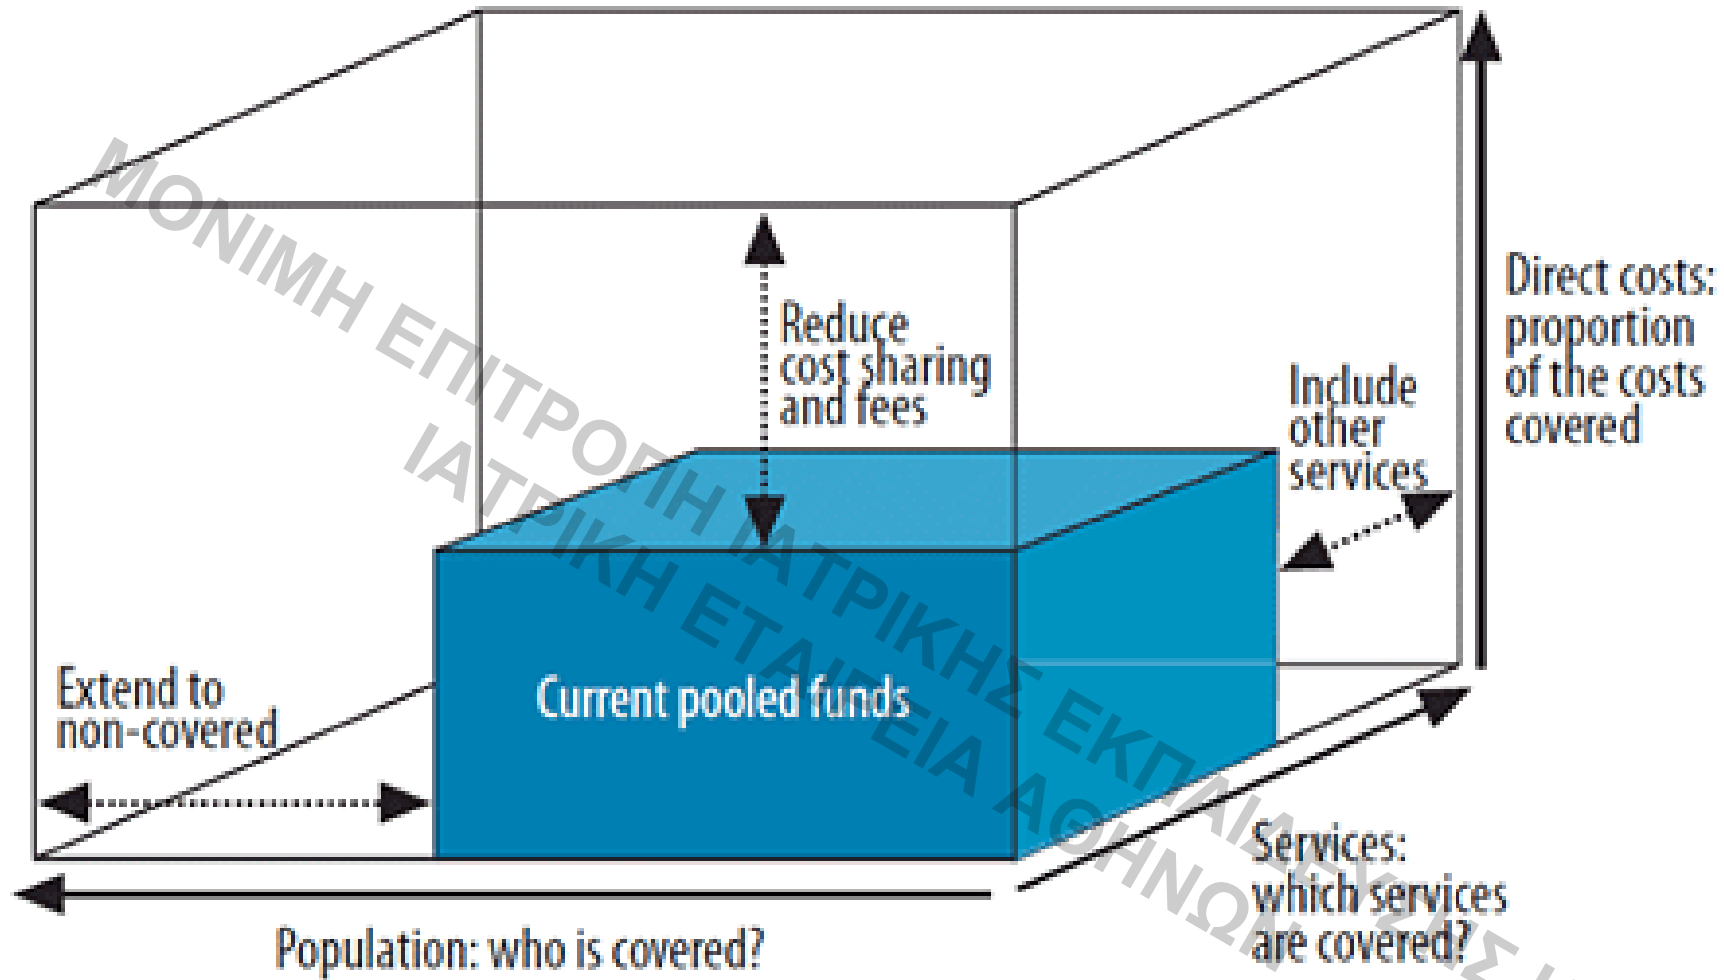 Reduce
cost sharing
and fees
Direct costs:
proportion
of the costs
covered
Include
other
services
Extend to
non-covered
Current pooled funds
Services:
which services
are covered?
Population: who is covered?
ΜΟΝΙΜΗ ΕΠΙΤΡΟΠΗ ΙΑΤΡΙΚΗΣ ΕΚΠΑΙΔΕΥΣΗΣ
ΙΑΤΡΙΚΗ ΕΤΑΙΡΕΙΑ ΑΘΗΝΩΝ